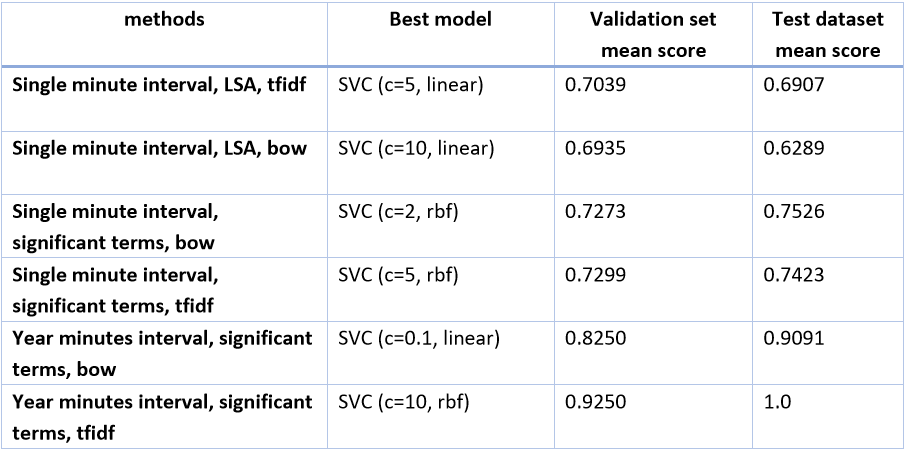 methods Best model Validation set Test dataset
mean score mean score
Single minute interval, LSA, tfidf SVC (c=5, linear) 0.7039 0.6907
Single minute interval, LSA, bow SVC (c=10, linear) 0.6935 0.6289
Single minute interval, SVC (c=2, rbf) 0.7273 0.7526
significant terms, bow
Single minute interval, SVC (c=5, rbf) 0.7299 0.7423
significant terms, tfidf
Year minutes interval, significant SVC (c=0.1, linear) 0.8250 0.9091
terms, bow
Year minutes interval, significant SVC (c=10, rbf) 0.9250 1.0
terms, tfidf